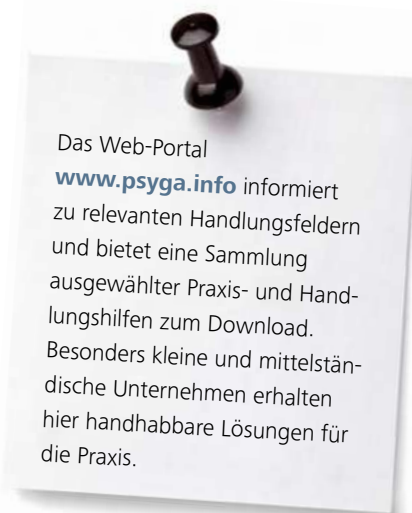 Das Web-Portal
www.psyga.info informiert
zu relevanten Handlungsfeldern
und bietet eine Sammlung
ausgewählter Praxis- und Hand-
lungshilfen zum Download.
Besonders kleine und mittelstän-
dische Unternehmen erhalten
hier handhabbare Lösungen für
die Praxis.